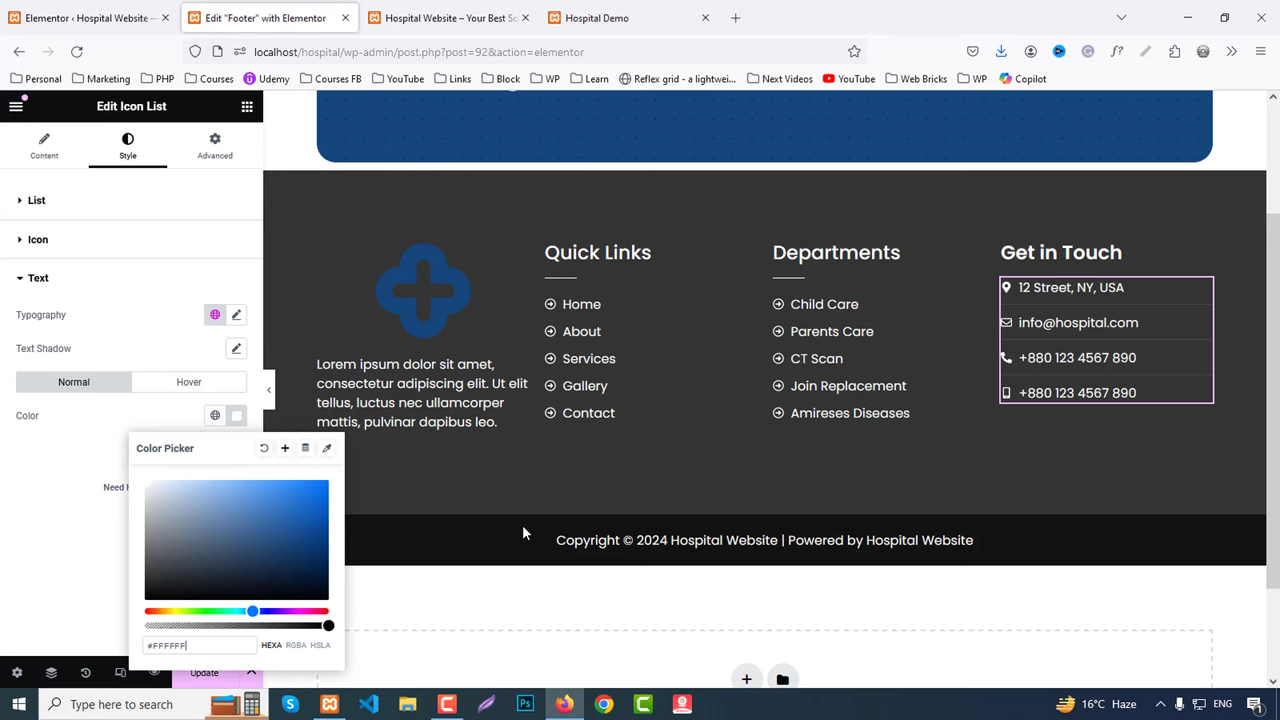 Elementor ‹ Hospital Website —
Edit "Footer" with Elementor
Hospital Website – Your Best So
Hospital Demo
localhost/hospital/wp-admin/post.php?post=92&action=elementor
Personal
Marketing
PHP
Courses
Udemy
Courses FB
YouTube
Links
Block
WP
Learn
Reflex grid - a lightwei...
Next Videos
YouTube
Web Bricks
WP
Copilot
Edit Icon List
Content
Style
Advanced
List
Icon
Text
Typography
Text Shadow
Normal
Hover
Color
Need H
Color Picker
#FFFFFF
HEXA
RGBA
HSLA
Update
Lorem ipsum dolor sit amet,
consectetur adipiscing elit. Ut elit
tellus, luctus nec ullamcorper
mattis, pulvinar dapibus leo.
Quick Links
Home
About
Services
Gallery
Contact
Departments
Child Care
Parents Care
CT Scan
Join Replacement
Amireses Diseases
Get in Touch
12 Street, NY, USA
info@hospital.com
+880 123 4567 890
+880 123 4567 890
Copyright © 2024 Hospital Website | Powered by Hospital Website
Type here to search
Ps
16°C Haze
ENG
1